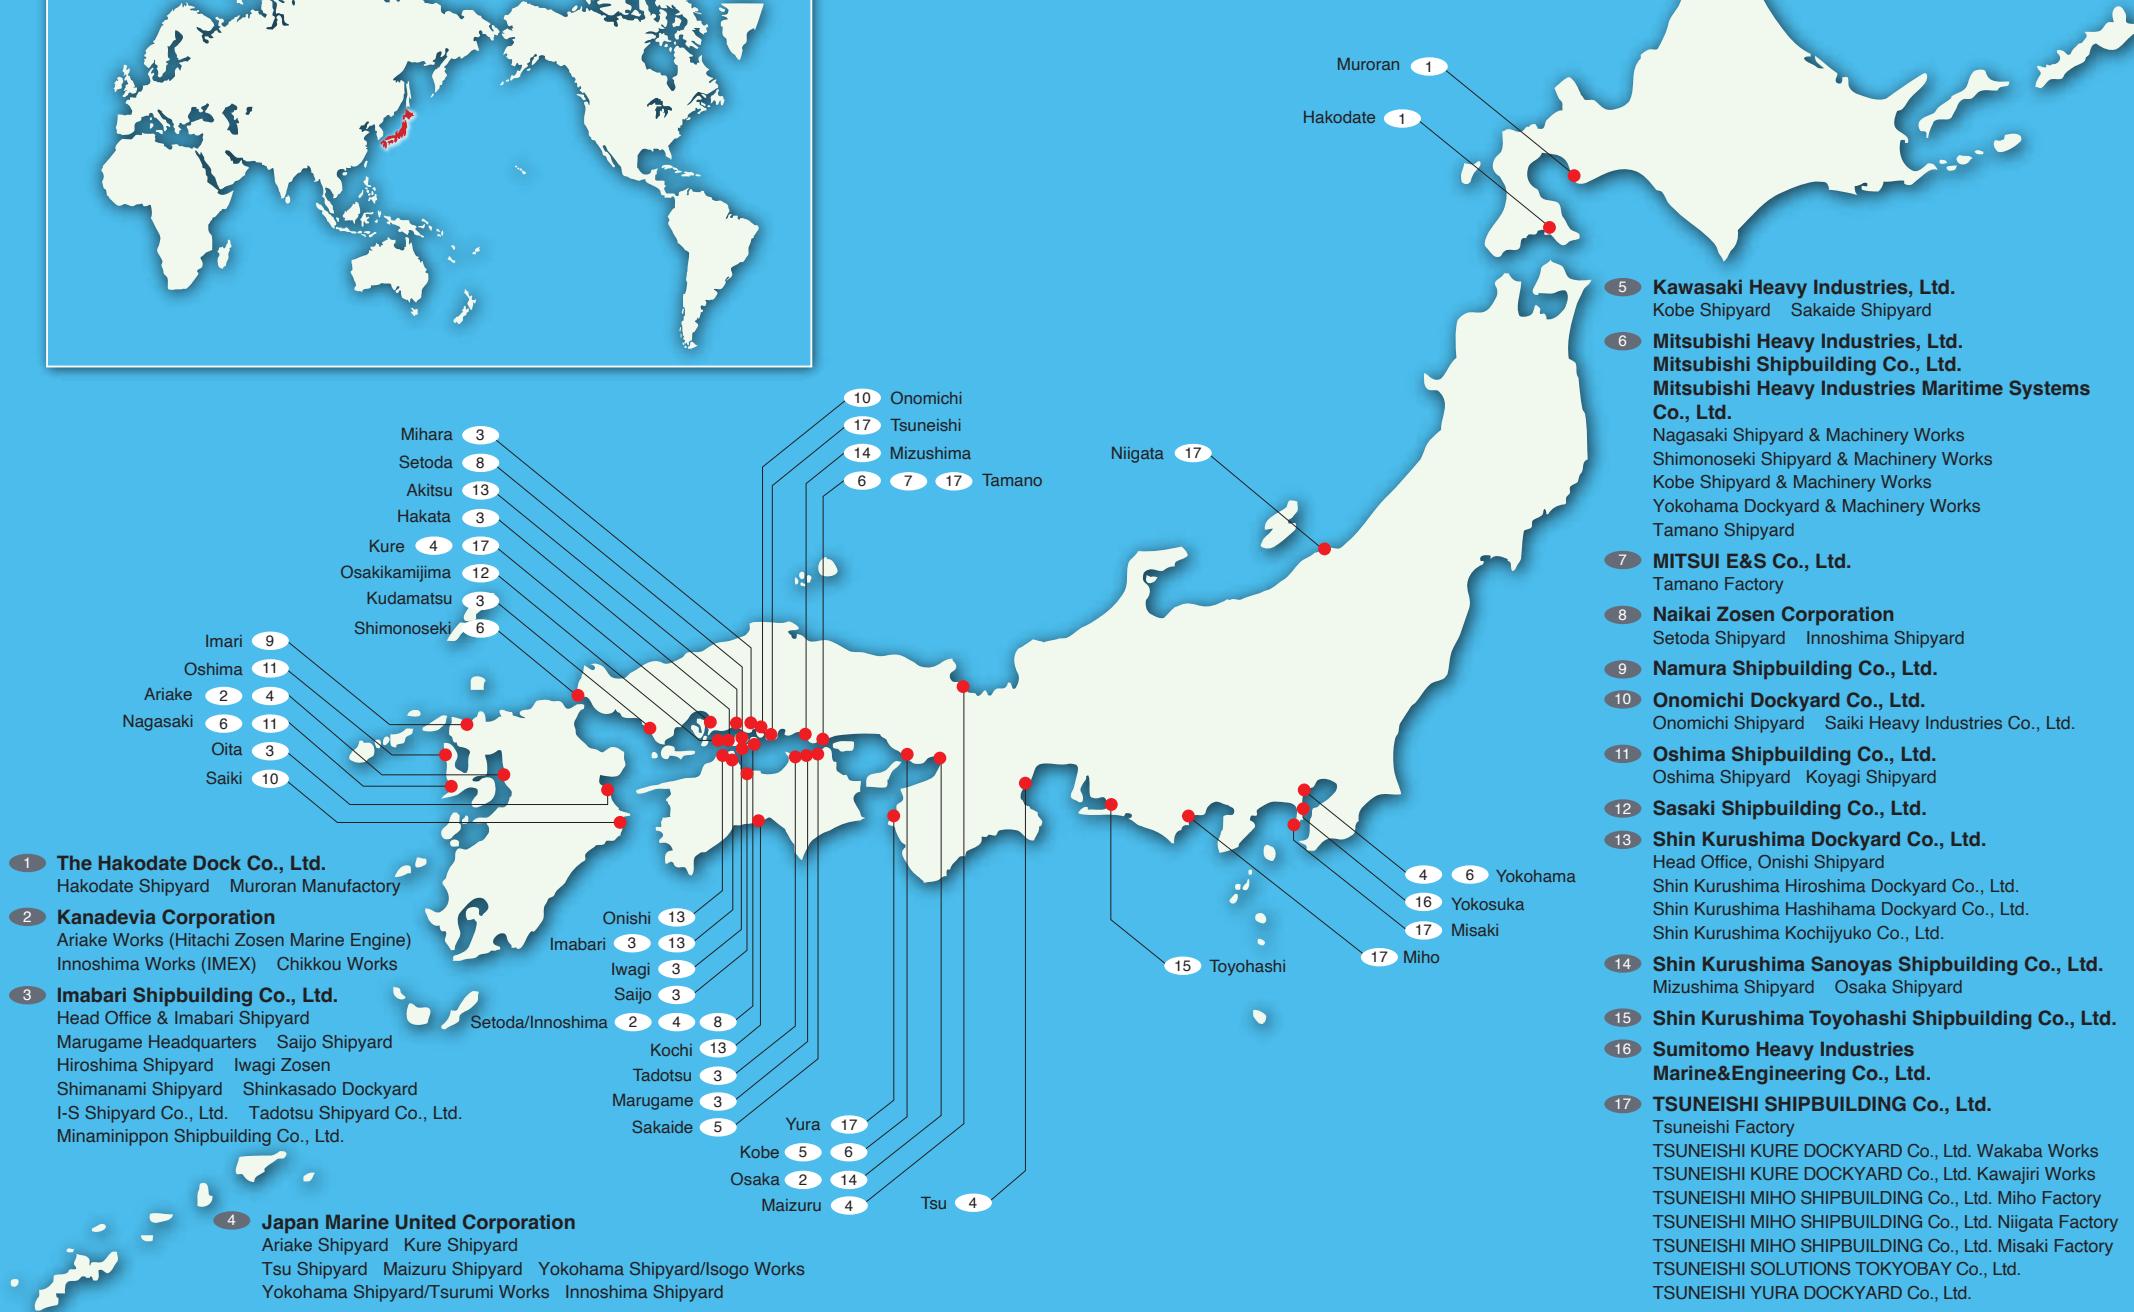 Muroran 1
Hakodate 1
10 Onomichi
17 Tsuneishi
14 Mizushima
6 7 17 Tamano
Niigata 17
Mihara 3
Setoda 8
Akitsu 13
Hakata 3
Kure 4 17
Osakikamijima 12
Kudamatsu 3
Shimonoseki 6
Imari 9
Oshima 11
Ariake 2 4
Nagasaki 6 11
Oita 3
Saiki 10
Onishi 13
Imabari 3 13
Iwagi 3
Saijo 3
Setoda/Innoshima 2 4 8
Kochi 13
Tadotsu 3
Marugame 3
Sakaide 5
Yura 17
Kobe 5 6
Osaka 2 14
Maizuru 4
Tsu 4
15 Toyohashi
4 6 Yokohama
16 Yokosuka
17 Misaki
17 Miho
1 The Hakodate Dock Co., Ltd.
Hakodate Shipyard Muroran Manufactory
2 Kanadevia Corporation
Ariake Works (Hitachi Zosen Marine Engine)
Innoshima Works (IMEX) Chikkou Works
3 Imabari Shipbuilding Co., Ltd.
Head Office & Imabari Shipyard
Marugame Headquarters Saijo Shipyard
Hiroshima Shipyard Iwagi Zosen
Shimanami Shipyard Shinkasado Dockyard
I-S Shipyard Co., Ltd. Tadotsu Shipyard Co., Ltd.
Minaminippon Shipbuilding Co., Ltd.
4 Japan Marine United Corporation
Ariake Shipyard Kure Shipyard
Tsu Shipyard Maizuru Shipyard Yokohama Shipyard/Isogo Works
Yokohama Shipyard/Tsurumi Works Innoshima Shipyard
5 Kawasaki Heavy Industries, Ltd.
Kobe Shipyard Sakaide Shipyard
6 Mitsubishi Heavy Industries, Ltd.
Mitsubishi Shipbuilding Co., Ltd.
Mitsubishi Heavy Industries Maritime Systems
Co., Ltd.
Nagasaki Shipyard & Machinery Works
Shimonoseki Shipyard & Machinery Works
Kobe Shipyard & Machinery Works
Yokohama Dockyard & Machinery Works
Tamano Shipyard
7 MITSUI E&S Co., Ltd.
Tamano Factory
8 Naikai Zosen Corporation
Setoda Shipyard Innoshima Shipyard
9 Namura Shipbuilding Co., Ltd.
10 Onomichi Dockyard Co., Ltd.
Onomichi Shipyard Saiki Heavy Industries Co., Ltd.
11 Oshima Shipbuilding Co., Ltd.
Oshima Shipyard Koyagi Shipyard
12 Sasaki Shipbuilding Co., Ltd.
13 Shin Kurushima Dockyard Co., Ltd.
Head Office, Onishi Shipyard
Shin Kurushima Hiroshima Dockyard Co., Ltd.
Shin Kurushima Hashihama Dockyard Co., Ltd.
Shin Kurushima Kochijyuko Co., Ltd.
14 Shin Kurushima Sanoyas Shipbuilding Co., Ltd.
Mizushima Shipyard Osaka Shipyard
15 Shin Kurushima Toyohashi Shipbuilding Co., Ltd.
16 Sumitomo Heavy Industries
Marine&Engineering Co., Ltd.
17 TSUNEISHI SHIPBUILDING Co., Ltd.
Tsuneishi Factory
TSUNEISHI KURE DOCKYARD Co., Ltd. Wakaba Works
TSUNEISHI KURE DOCKYARD Co., Ltd. Kawajiri Works
TSUNEISHI MIHO SHIPBUILDING Co., Ltd. Miho Factory
TSUNEISHI MIHO SHIPBUILDING Co., Ltd. Niigata Factory
TSUNEISHI MIHO SHIPBUILDING Co., Ltd. Misaki Factory
TSUNEISHI SOLUTIONS TOKYOBAY Co., Ltd.
TSUNEISHI YURA DOCKYARD Co., Ltd.